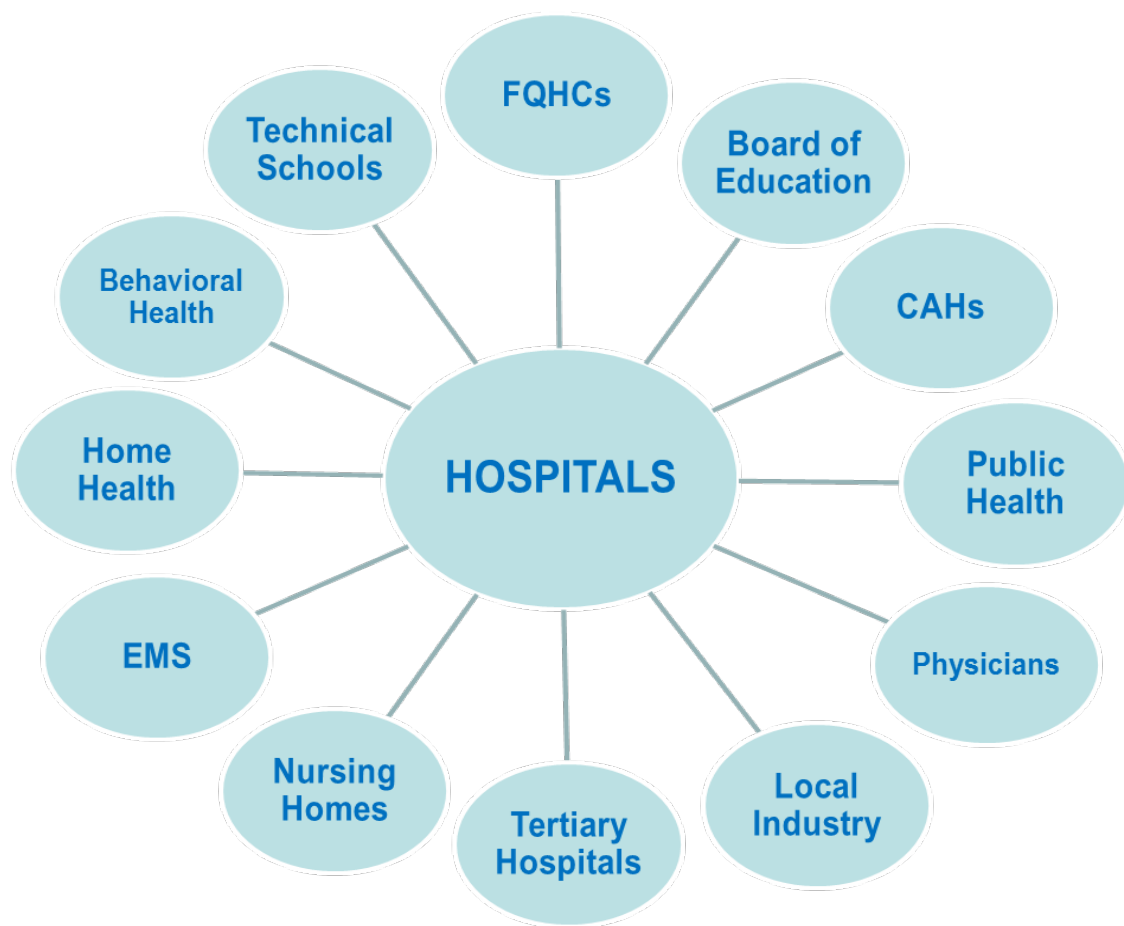 FQHCs
Technical
Schools
Board of
Education
Behavioral
Health
CAHs
Home
Health
HOSPITALS
Public
Health
EMS
Physicians
Nursing
Homes
Local
Industry
Tertiary
Hospitals